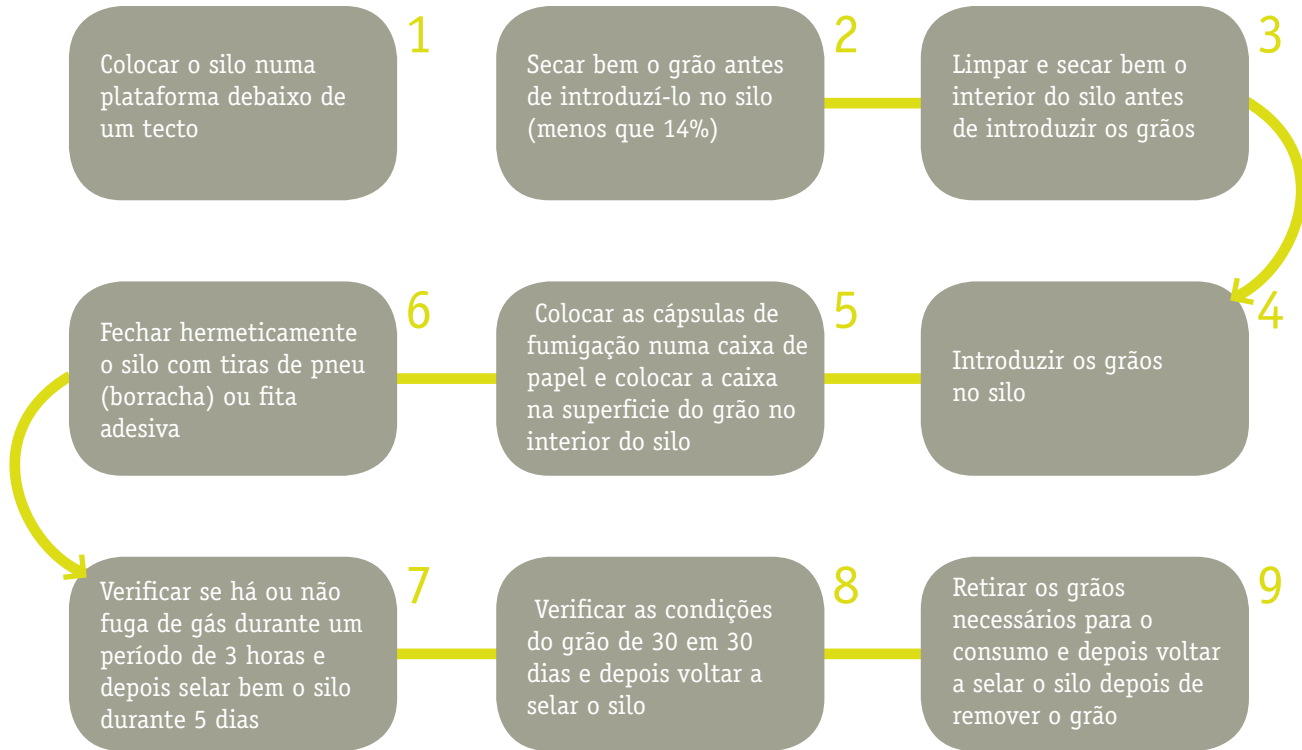 1
Colocar o silo numa
plataforma debaixo de
um tecto
2
Secar bem o grão antes
de introduzí-lo no silo
(menos que 14%)
3
Limpar e secar bem o
interior do silo antes
de introduzir os grãos
4
Introduzir os grãos
no silo
5
Colocar as cápsulas de
fumigação numa caixa de
papel e colocar a caixa
na superficie do grão no
interior do silo
6
Fechar hermeticamente
o silo com tiras de pneu
(borracha) ou fita
adesiva
7
Verificar se há ou não
fuga de gás durante um
período de 3 horas e
depois selar bem o silo
durante 5 dias
8
Verificar as condições
do grão de 30 em 30
dias e depois voltar a
selar o silo
9
Retirar os grãos
necessários para o
consumo e depois voltar
a selar o silo depois de
remover o grão